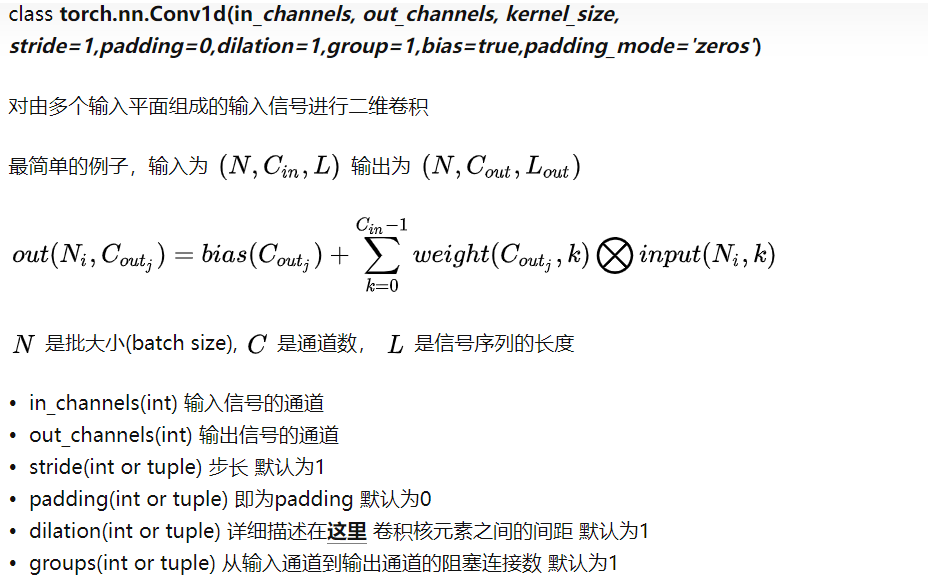 class torch.nn.Conv1d(in_channels, out_channels, kernel_size,
stride=1,padding=0,dilation=1,group=1,bias=true,padding_mode='zeros')
对由多个输入平面组成的输入信号进行二维卷积
最简单的例子，输入为 (N, C_{in}, L) 输出为 (N, C_{out}, L_{out})
out(N_i, C_{out_j}) = bias(C_{out_j}) + \sum_{k=0}^{C_{in}-1} weight(C_{out_j}, k) \bigotimes input(N_i, k)
N 是批大小(batch size), C 是通道数， L 是信号序列的长度
• in_channels(int) 输入信号的通道
• out_channels(int) 输出信号的通道
• stride(int or tuple) 步长 默认为1
• padding(int or tuple) 即为padding 默认为0
• dilation(int or tuple) 详细描述在这里 卷积核元素之间的间距 默认为1
• groups(int or tuple) 从输入通道到输出通道的阻塞连接数 默认为1